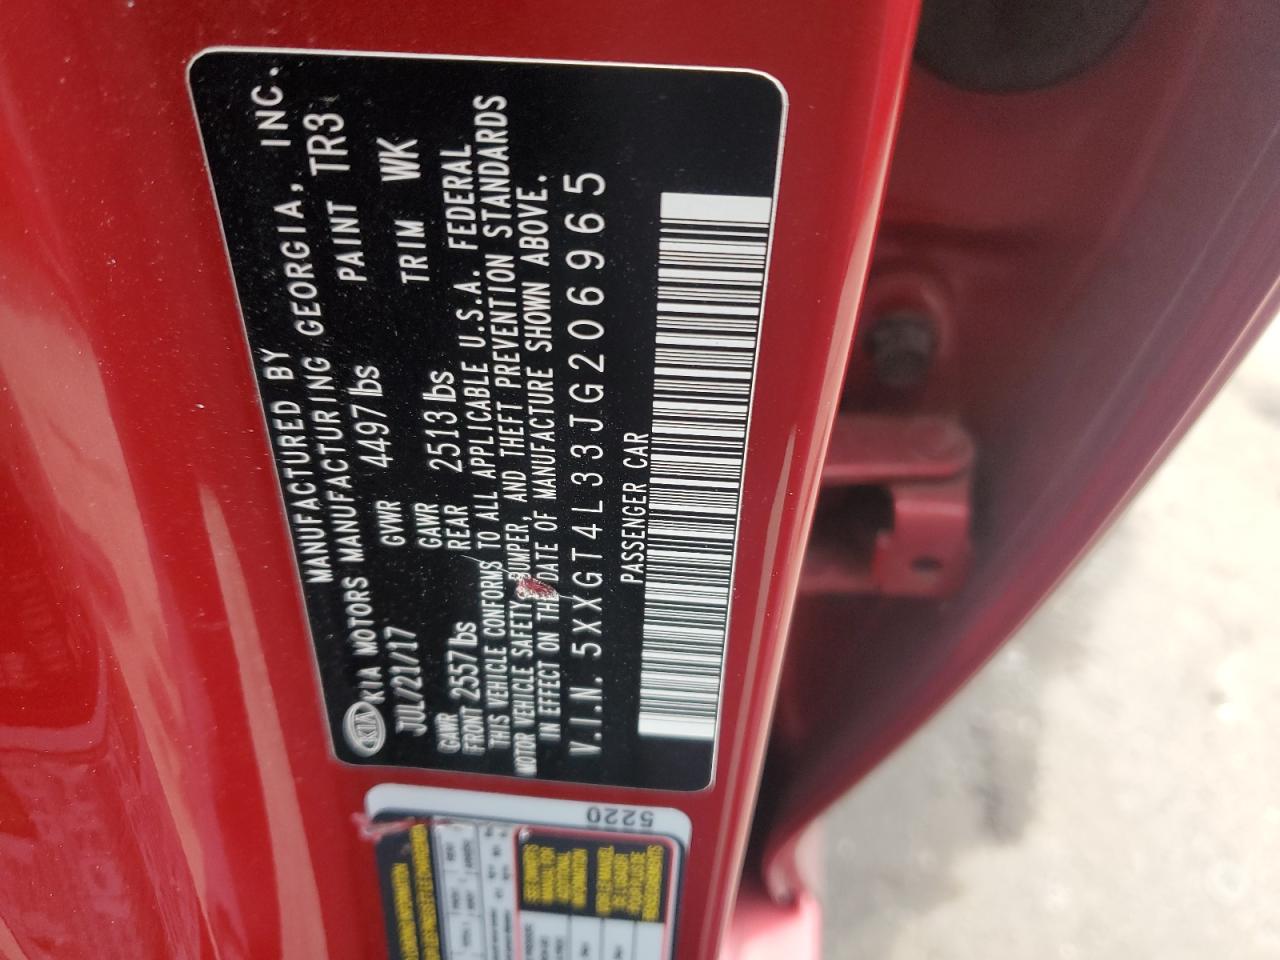 MANUFACTURED BY
KIA KIA MOTORS MANUFACTURING GEORGIA, INC.
JUL/21/17 GVWR 4497 lbs PAINT TR3
GAWR FRONT 2557 lbs GAWR REAR 2513 lbs TRIM WK
THIS VEHICLE CONFORMS TO ALL APPLICABLE U.S.A. FEDERAL
MOTOR VEHICLE SAFETY, BUMPER, AND THEFT PREVENTION STANDARDS
IN EFFECT ON THE DATE OF MANUFACTURE SHOWN ABOVE.
V.I.N. 5XXGT4L33JG206965
PASSENGER CAR
5220